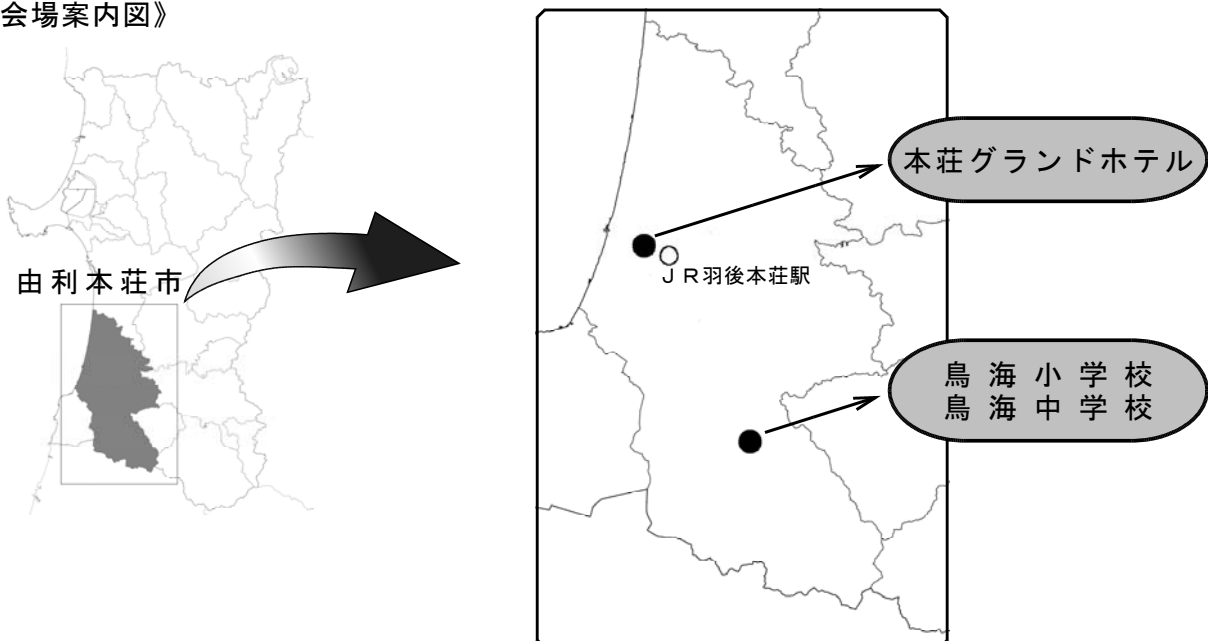 会場案内図》
由利本荘市
本荘グランドホテル
ＪＲ羽後本荘駅
鳥海小学校
鳥海中学校